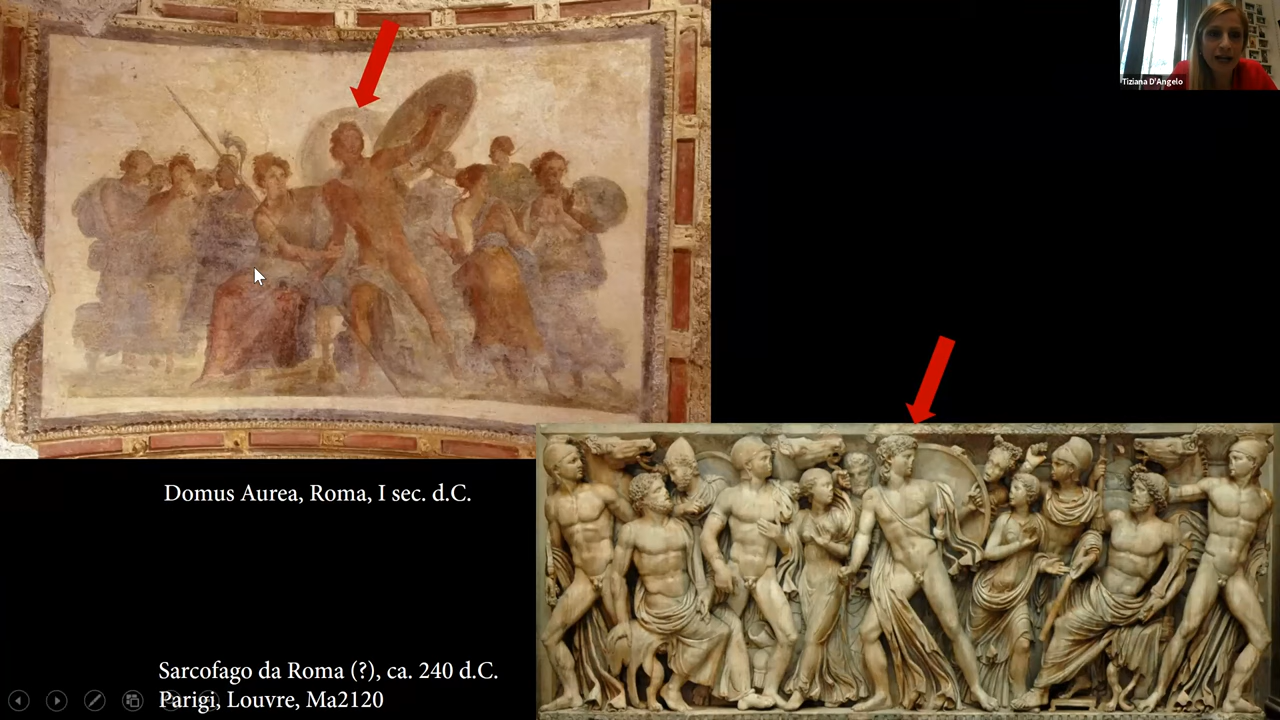 Tiziana D'Angelo
Domus Aurea, Roma, I sec. d.C.
Sarcofago da Roma (?), ca. 240 d.C.
Parigi, Louvre, Ma2120